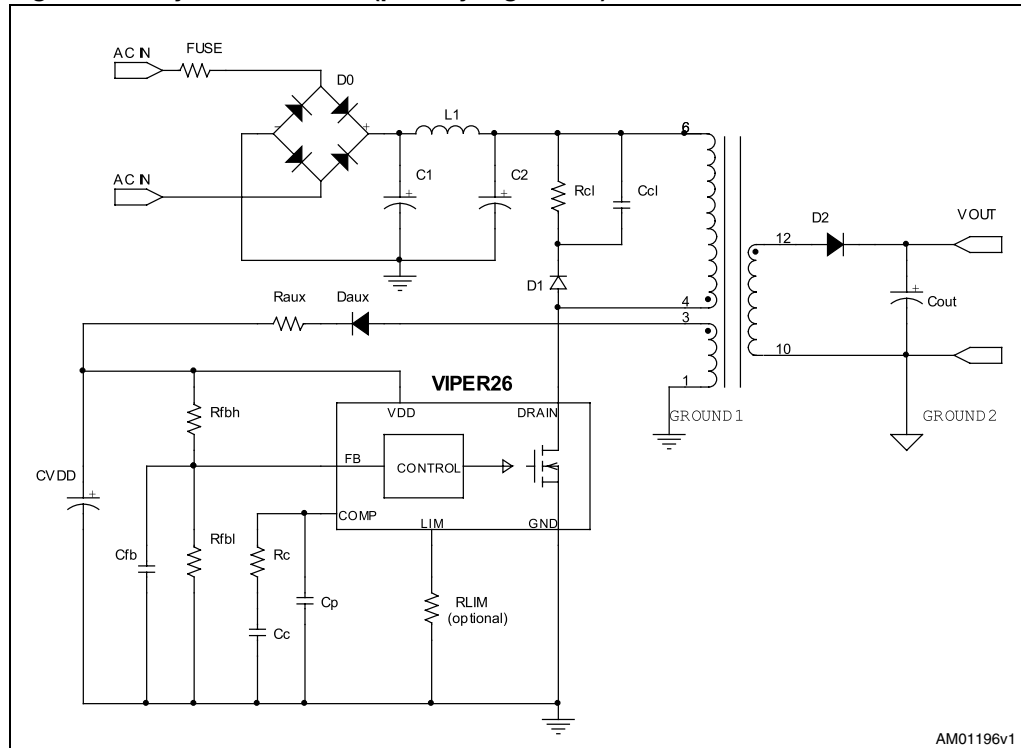 AC IN
FUSE
D0
AC IN
-
+
L1
+
C1
+
C2
Rcl
Ccl
D1
6
4
3
1
12
10
D2
VOUT
+
Cout
GROUND1
GROUND2
Raux
Daux
VIPER26
VDD
DRAIN
FB
CONTROL
COMP
LIM
GND
Rfbh
CVDD
+
Cfb
Rfbl
Rc
Cc
Cp
RLIM
(optional)
AM01196v1